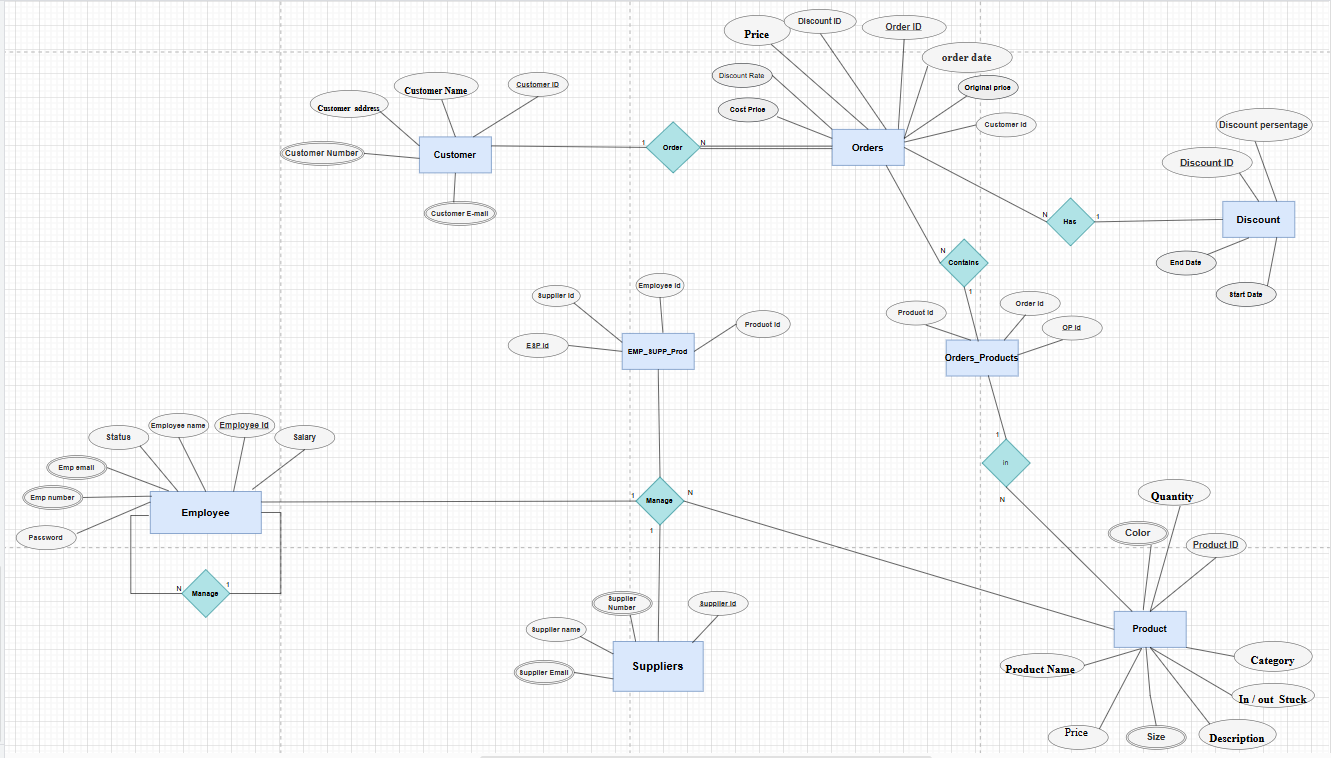 Price
Discount ID
Order ID
order date
Discount Rate
Original price
Cost Price
Customer Id
Customer address
Customer Name
Customer ID
Customer Number
Customer
Customer E-mail
1
Order
N
Orders
Discount persentage
Discount ID
Discount
End Date
Start Date
N
Has
1
N
Contains
1
Supplier Id
Employee Id
Product Id
ESP Id
EMP_SUPP_Prod
Product Id
Order Id
OP Id
Orders_Products
Status
Employee name
Employee Id
Salary
Emp email
Emp number
Password
Employee
N
Manage
1
1
Manage
N
1
1
in
N
Supplier
Number
Supplier Id
Supplier name
Supplier Email
Suppliers
Quantity
Color
Product ID
Product
Product Name
Category
In / out Stuck
Price
Size
Description